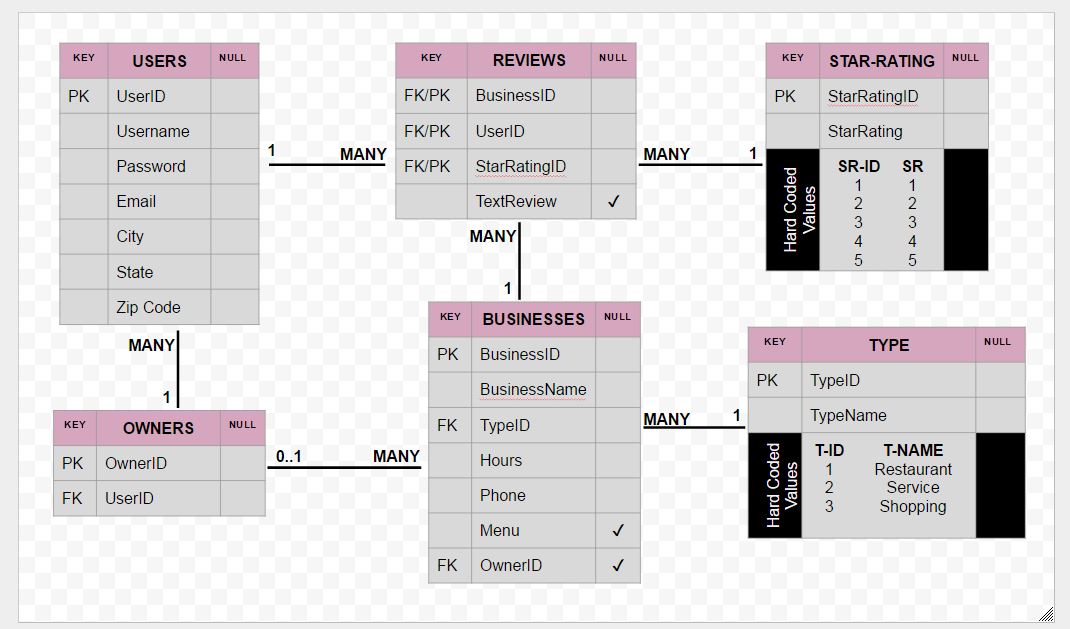 KEY USERS NULL
PK UserID
Username
Password
Email
City
State
Zip Code
1 MANY
KEY REVIEWS NULL
FK/PK BusinessID
FK/PK UserID
FK/PK StarRatingID
TextReview ✓
MANY 1
KEY STAR-RATING NULL
PK StarRatingID
StarRating
Hard Coded
Values
SR-ID SR
1 1
2 2
3 3
4 4
5 5
MANY
1
MANY
1
KEY OWNERS NULL
PK OwnerID
FK UserID
0..1 MANY
KEY BUSINESSES NULL
PK BusinessID
BusinessName
FK TypeID
Hours
Phone
Menu ✓
FK OwnerID ✓
MANY 1
KEY TYPE NULL
PK TypeID
TypeName
Hard Coded
Values
T-ID T-NAME
1 Restaurant
2 Service
3 Shopping